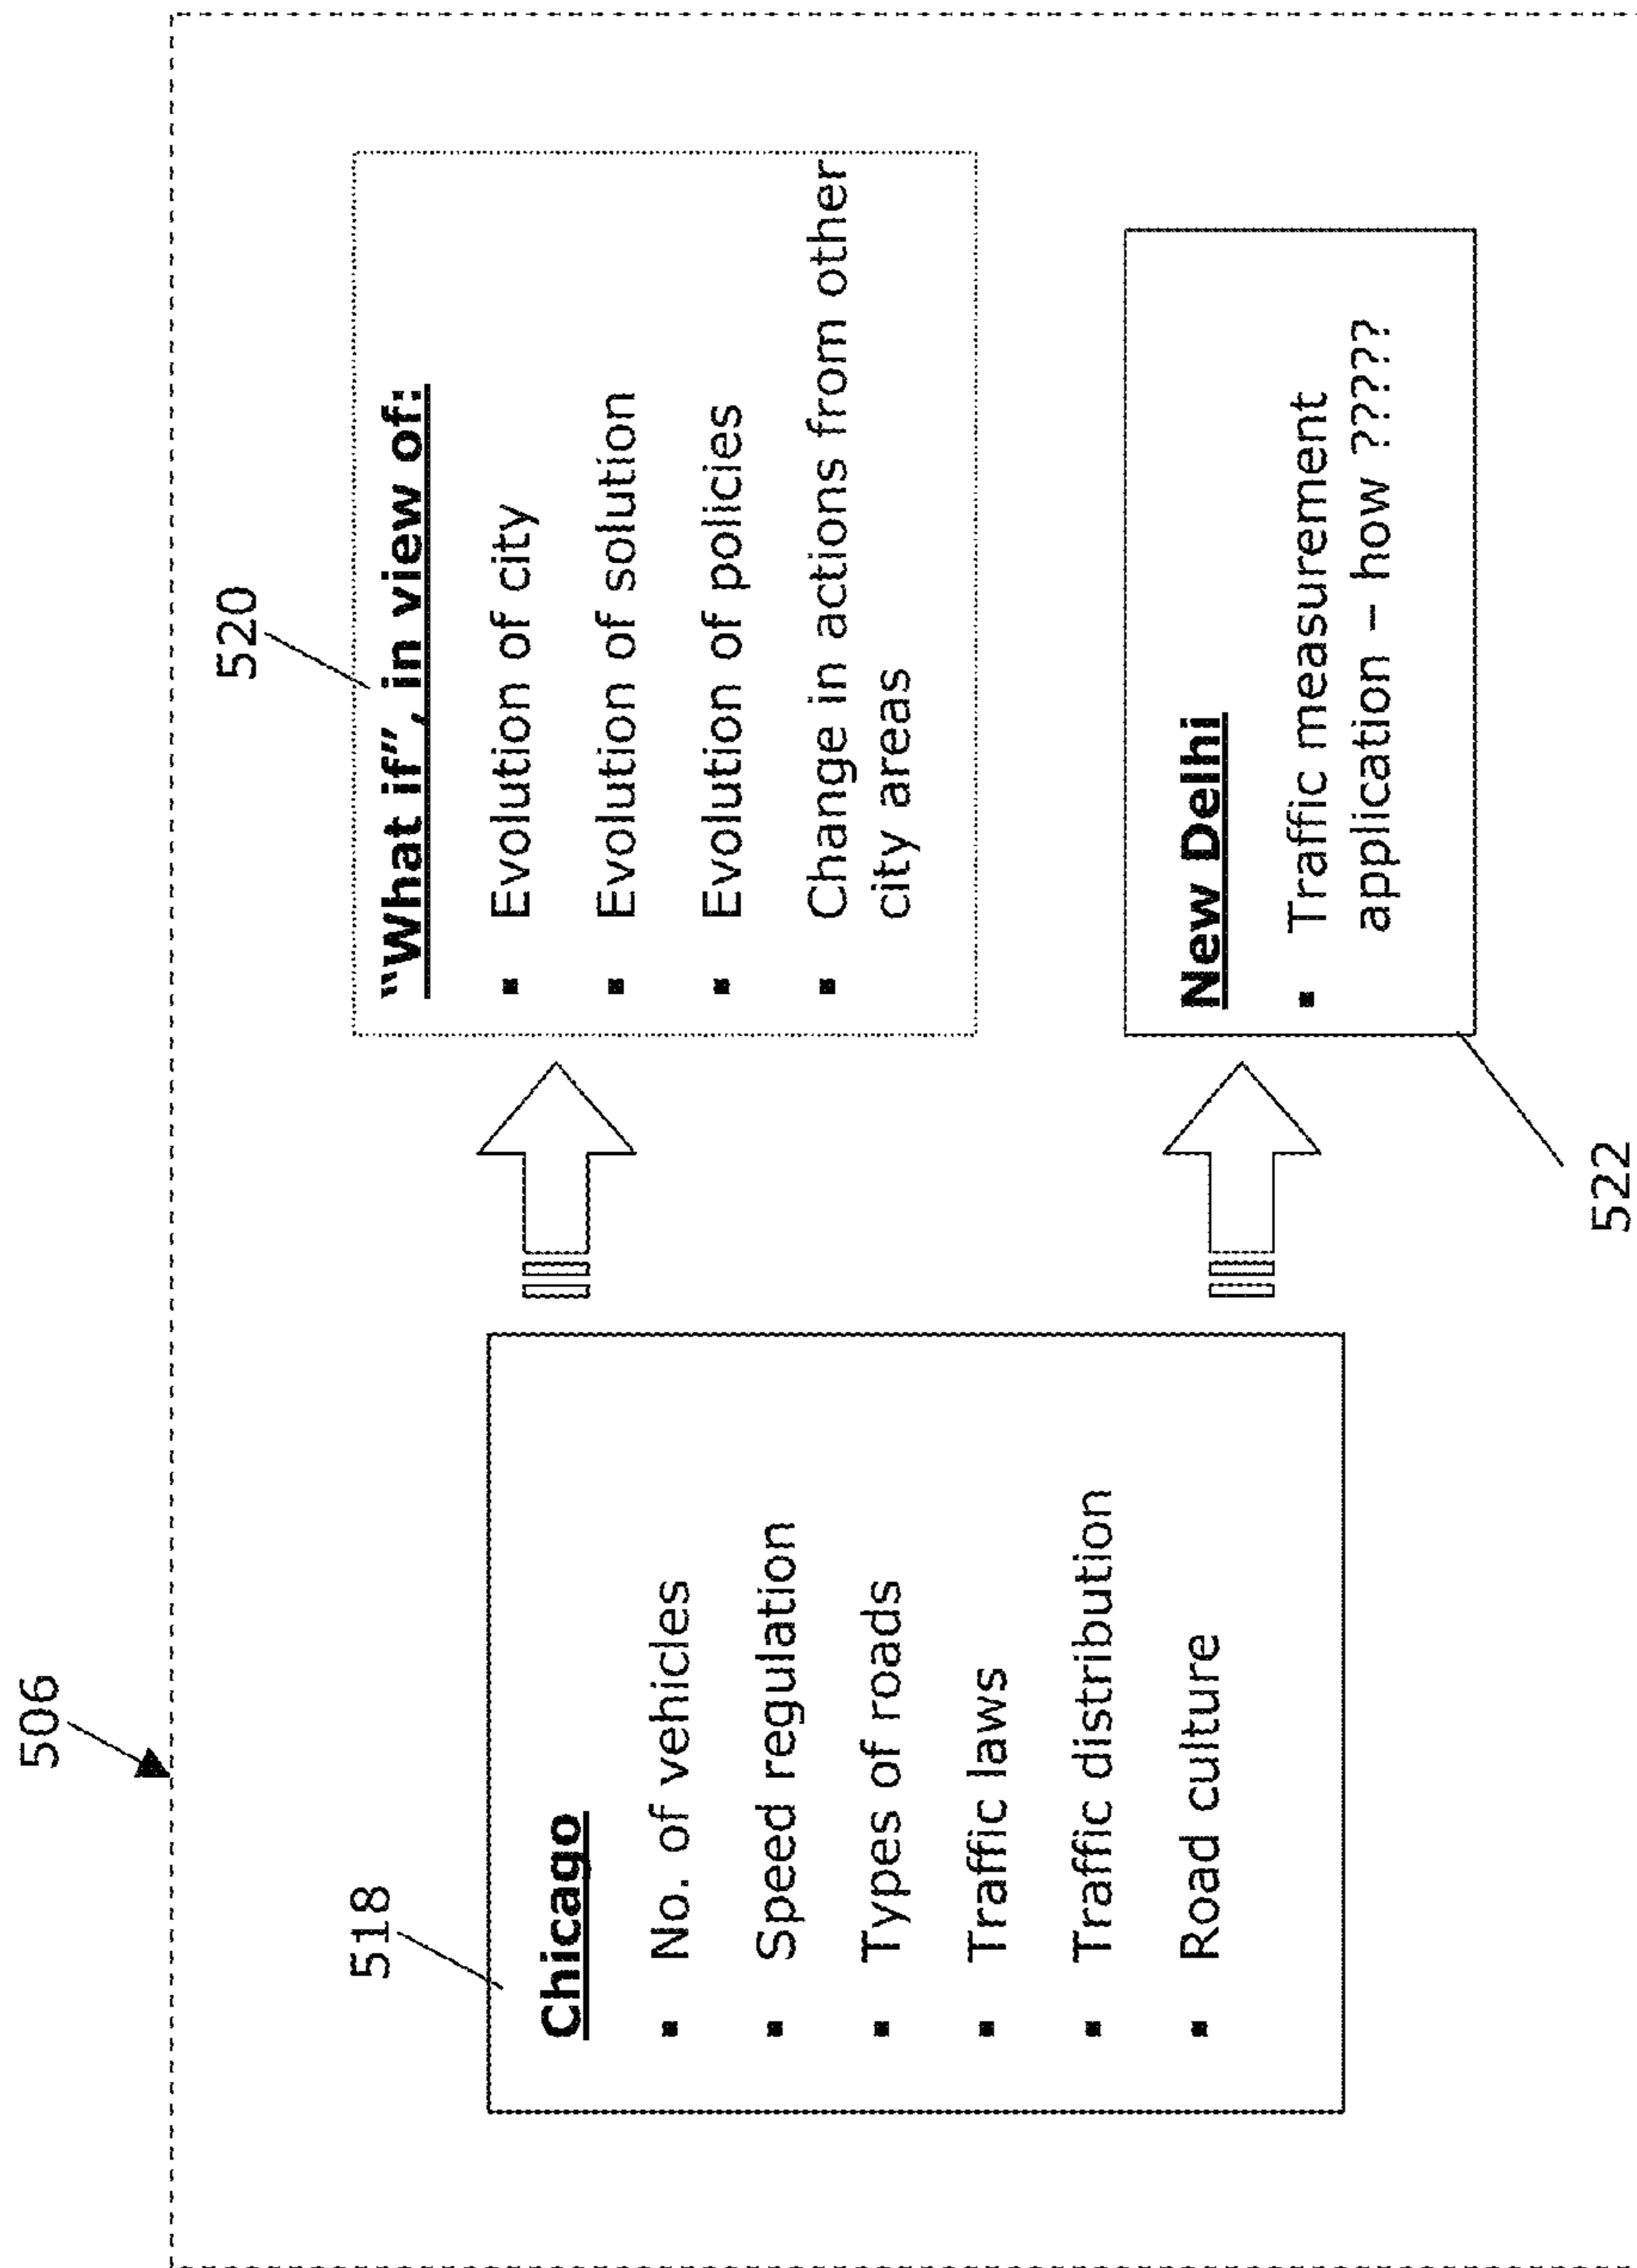 506
518
Chicago
▪ No. of vehicles
▪ Speed regulation
▪ Types of roads
▪ Traffic laws
▪ Traffic distribution
▪ Road culture
520
“What if”, in view of:
▪ Evolution of city
▪ Evolution of solution
▪ Evolution of policies
▪ Change in actions from other
city areas
New Delhi
▪ Traffic measurement
application – how ?????
522